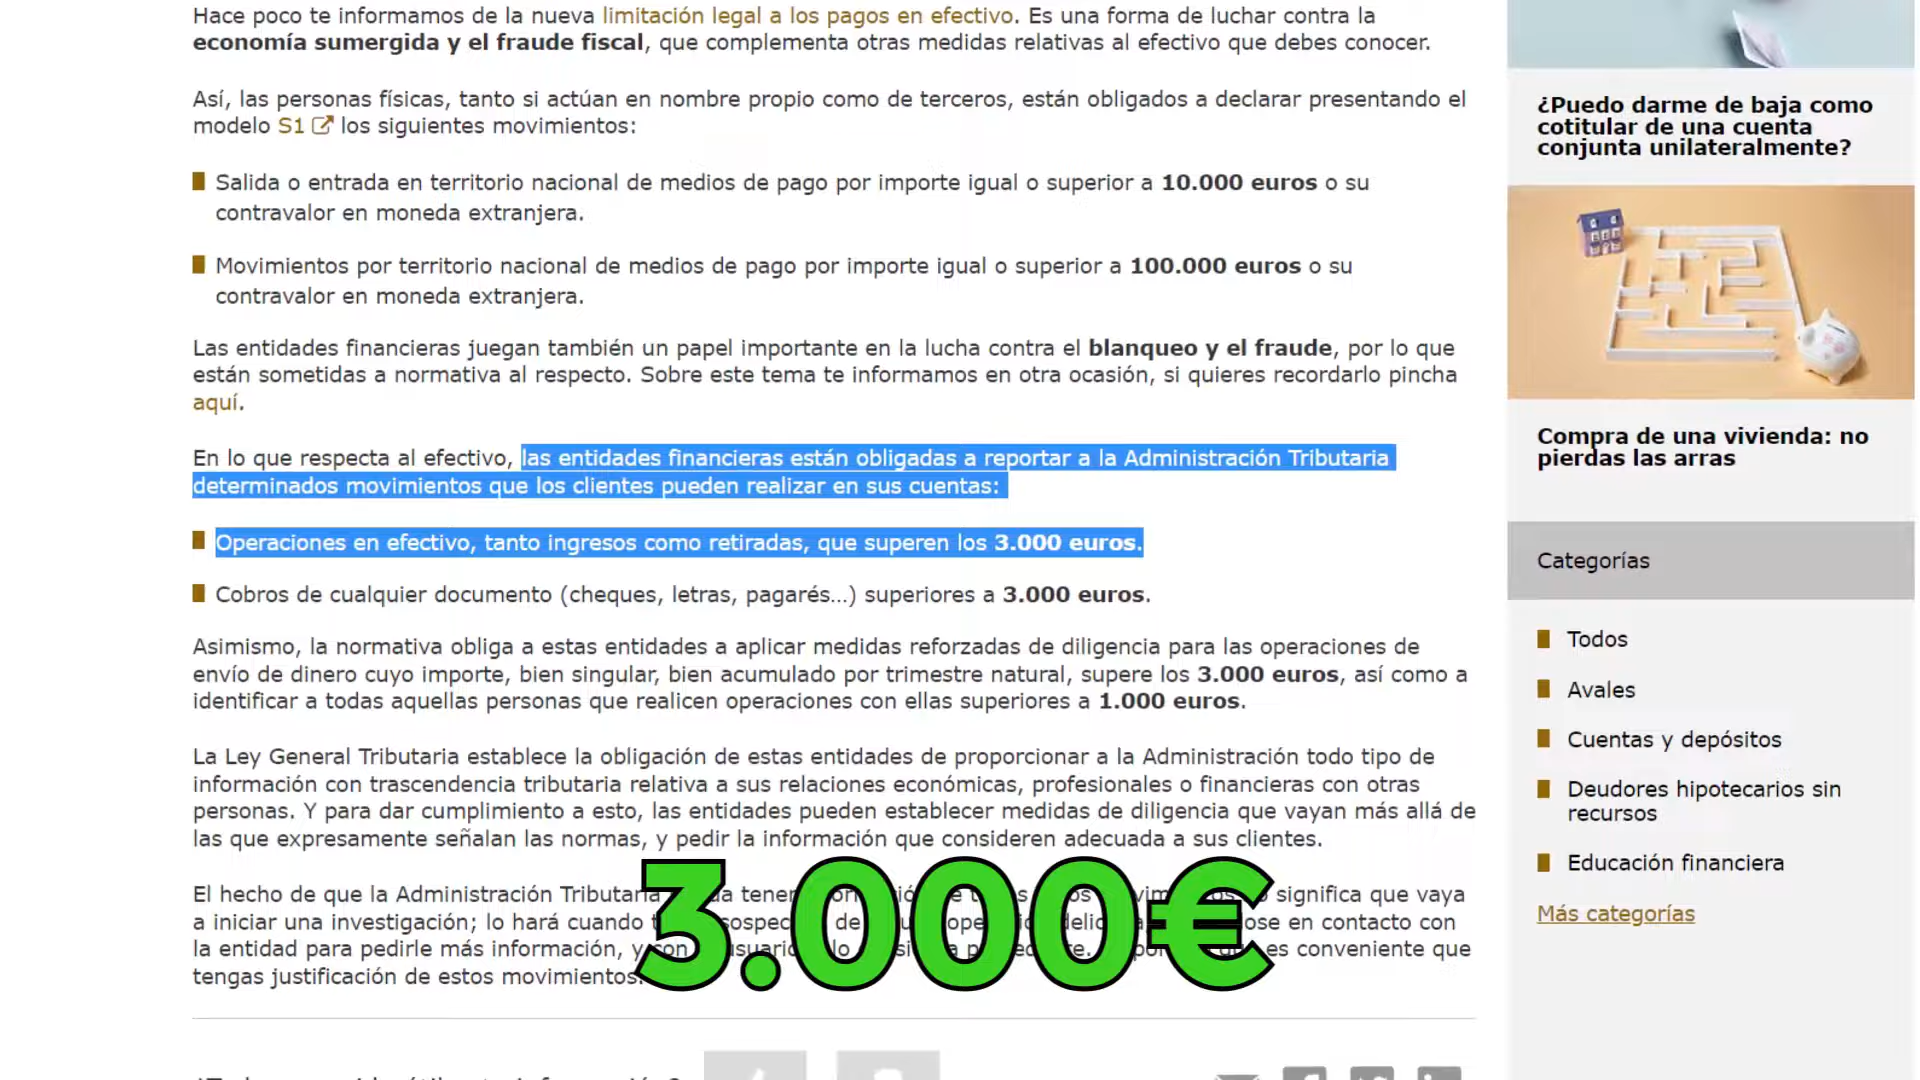 Hace poco te informamos de la nueva limitación legal a los pagos en efectivo. Es una forma de luchar contra la
economía sumergida y el fraude fiscal, que complementa otras medidas relativas al efectivo que debes conocer.
Así, las personas físicas, tanto si actúan en nombre propio como de terceros, están obligados a declarar presentando el
modelo S1 los siguientes movimientos:
Salida o entrada en territorio nacional de medios de pago por importe igual o superior a 10.000 euros o su
contravalor en moneda extranjera.
Movimientos por territorio nacional de medios de pago por importe igual o superior a 100.000 euros o su
contravalor en moneda extranjera.
Las entidades financieras juegan también un papel importante en la lucha contra el blanqueo y el fraude, por lo que
están sometidas a normativa al respecto. Sobre este tema te informamos en otra ocasión, si quieres recordarlo pincha
aquí.
En lo que respecta al efectivo, las entidades financieras están obligadas a reportar a la Administración Tributaria
determinados movimientos que los clientes pueden realizar en sus cuentas:
Operaciones en efectivo, tanto ingresos como retiradas, que superen los 3.000 euros.
Cobros de cualquier documento (cheques, letras, pagarés...) superiores a 3.000 euros.
Asimismo, la normativa obliga a estas entidades a aplicar medidas reforzadas de diligencia para las operaciones de
envío de dinero cuyo importe, bien singular, bien acumulado por trimestre natural, supere los 3.000 euros, así como a
identificar a todas aquellas personas que realicen operaciones con ellas superiores a 1.000 euros.
La Ley General Tributaria establece la obligación de estas entidades de proporcionar a la Administración todo tipo de
información con trascendencia tributaria relativa a sus relaciones económicas, profesionales o financieras con otras
personas. Y para dar cumplimiento a esto, las entidades pueden establecer medidas de diligencia que vayan más allá de
las que expresamente señalan las normas, y pedir la información que consideren adecuada a sus clientes.
El hecho de que la Administración Tributaria tener significa que vaya
a iniciar una investigación; lo hará cuando en contacto con
la entidad para pedirle más información, y es conveniente que
tengas justificación de estos movimientos.
3.000€
¿Puedo darme de baja como
cotitular de una cuenta
conjunta unilateralmente?
Compra de una vivienda: no
pierdas las arras
Categorías
Todos
Avales
Cuentas y depósitos
Deudores hipotecarios sin
recursos
Educación financiera
Más categorías